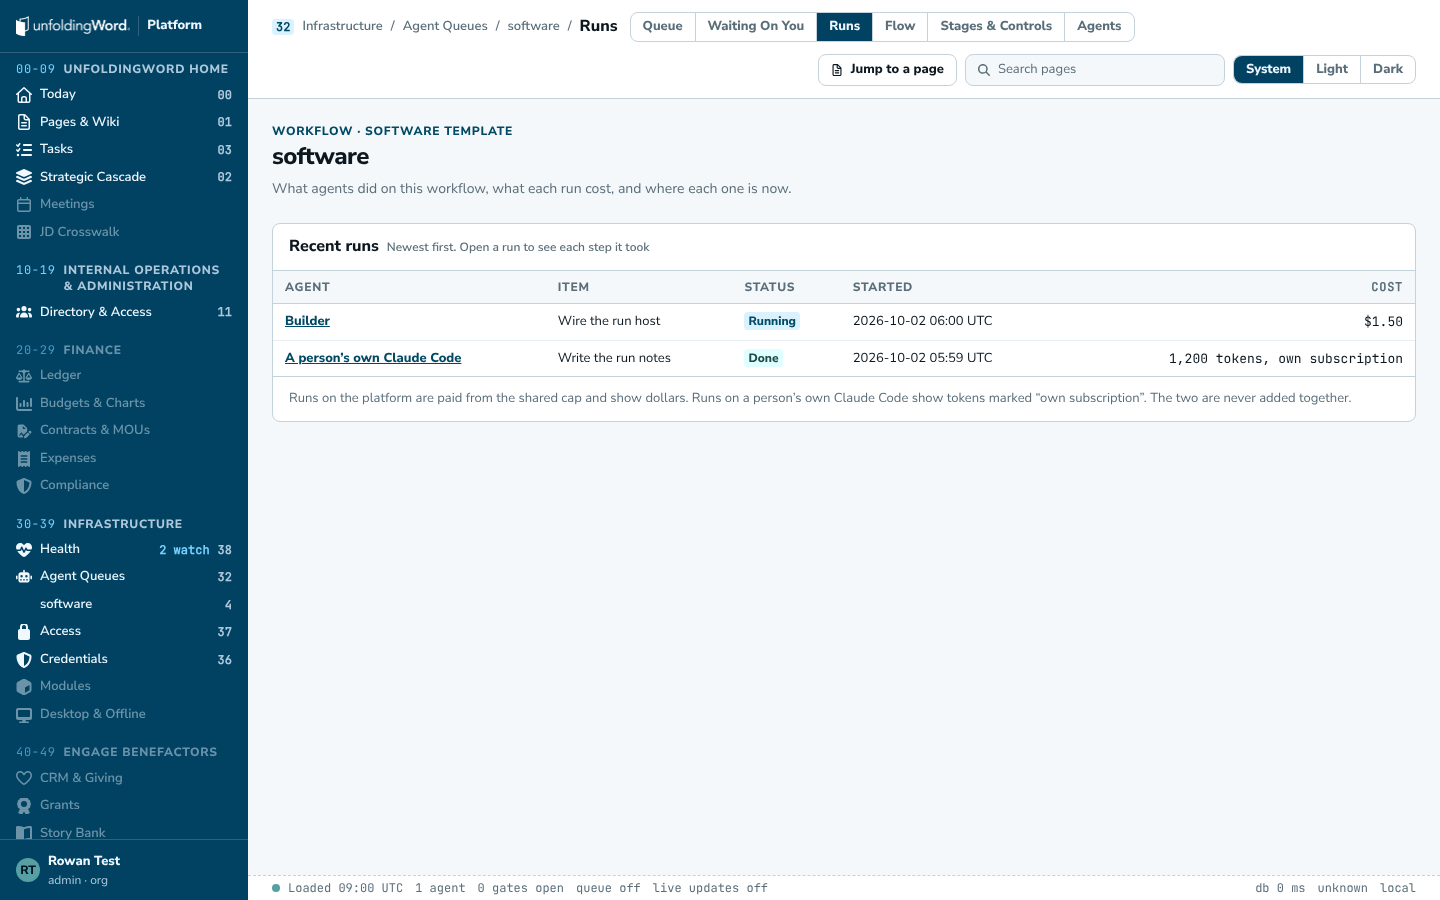 unfoldingWord Platform
00-09 UNFOLDINGWORD HOME
Today 00
Pages & Wiki 01
Tasks 03
Strategic Cascade 02
Meetings
JD Crosswalk
10-19 INTERNAL OPERATIONS
& ADMINISTRATION
Directory & Access 11
20-29 FINANCE
Ledger
Budgets & Charts
Contracts & MOUs
Expenses
Compliance
30-39 INFRASTRUCTURE
Health 2 watch 38
Agent Queues 32
software 4
Access 37
Credentials 36
Modules
Desktop & Offline
40-49 ENGAGE BENEFACTORS
CRM & Giving
Grants
Story Bank
RT Rowan Test
admin · org
32 Infrastructure / Agent Queues / software / Runs Queue Waiting On You Runs Flow Stages & Controls Agents
Jump to a page Search pages System Light Dark
WORKFLOW · SOFTWARE TEMPLATE
software
What agents did on this workflow, what each run cost, and where each one is now.
Recent runs Newest first. Open a run to see each step it took
AGENT ITEM STATUS STARTED COST
Builder Wire the run host Running 2026-10-02 06:00 UTC $1.50
A person’s own Claude Code Write the run notes Done 2026-10-02 05:59 UTC 1,200 tokens, own subscription
Runs on the platform are paid from the shared cap and show dollars. Runs on a person’s own Claude Code show tokens marked “own subscription”. The two are never added together.
Loaded 09:00 UTC 1 agent 0 gates open queue off live updates off db 0 ms unknown local